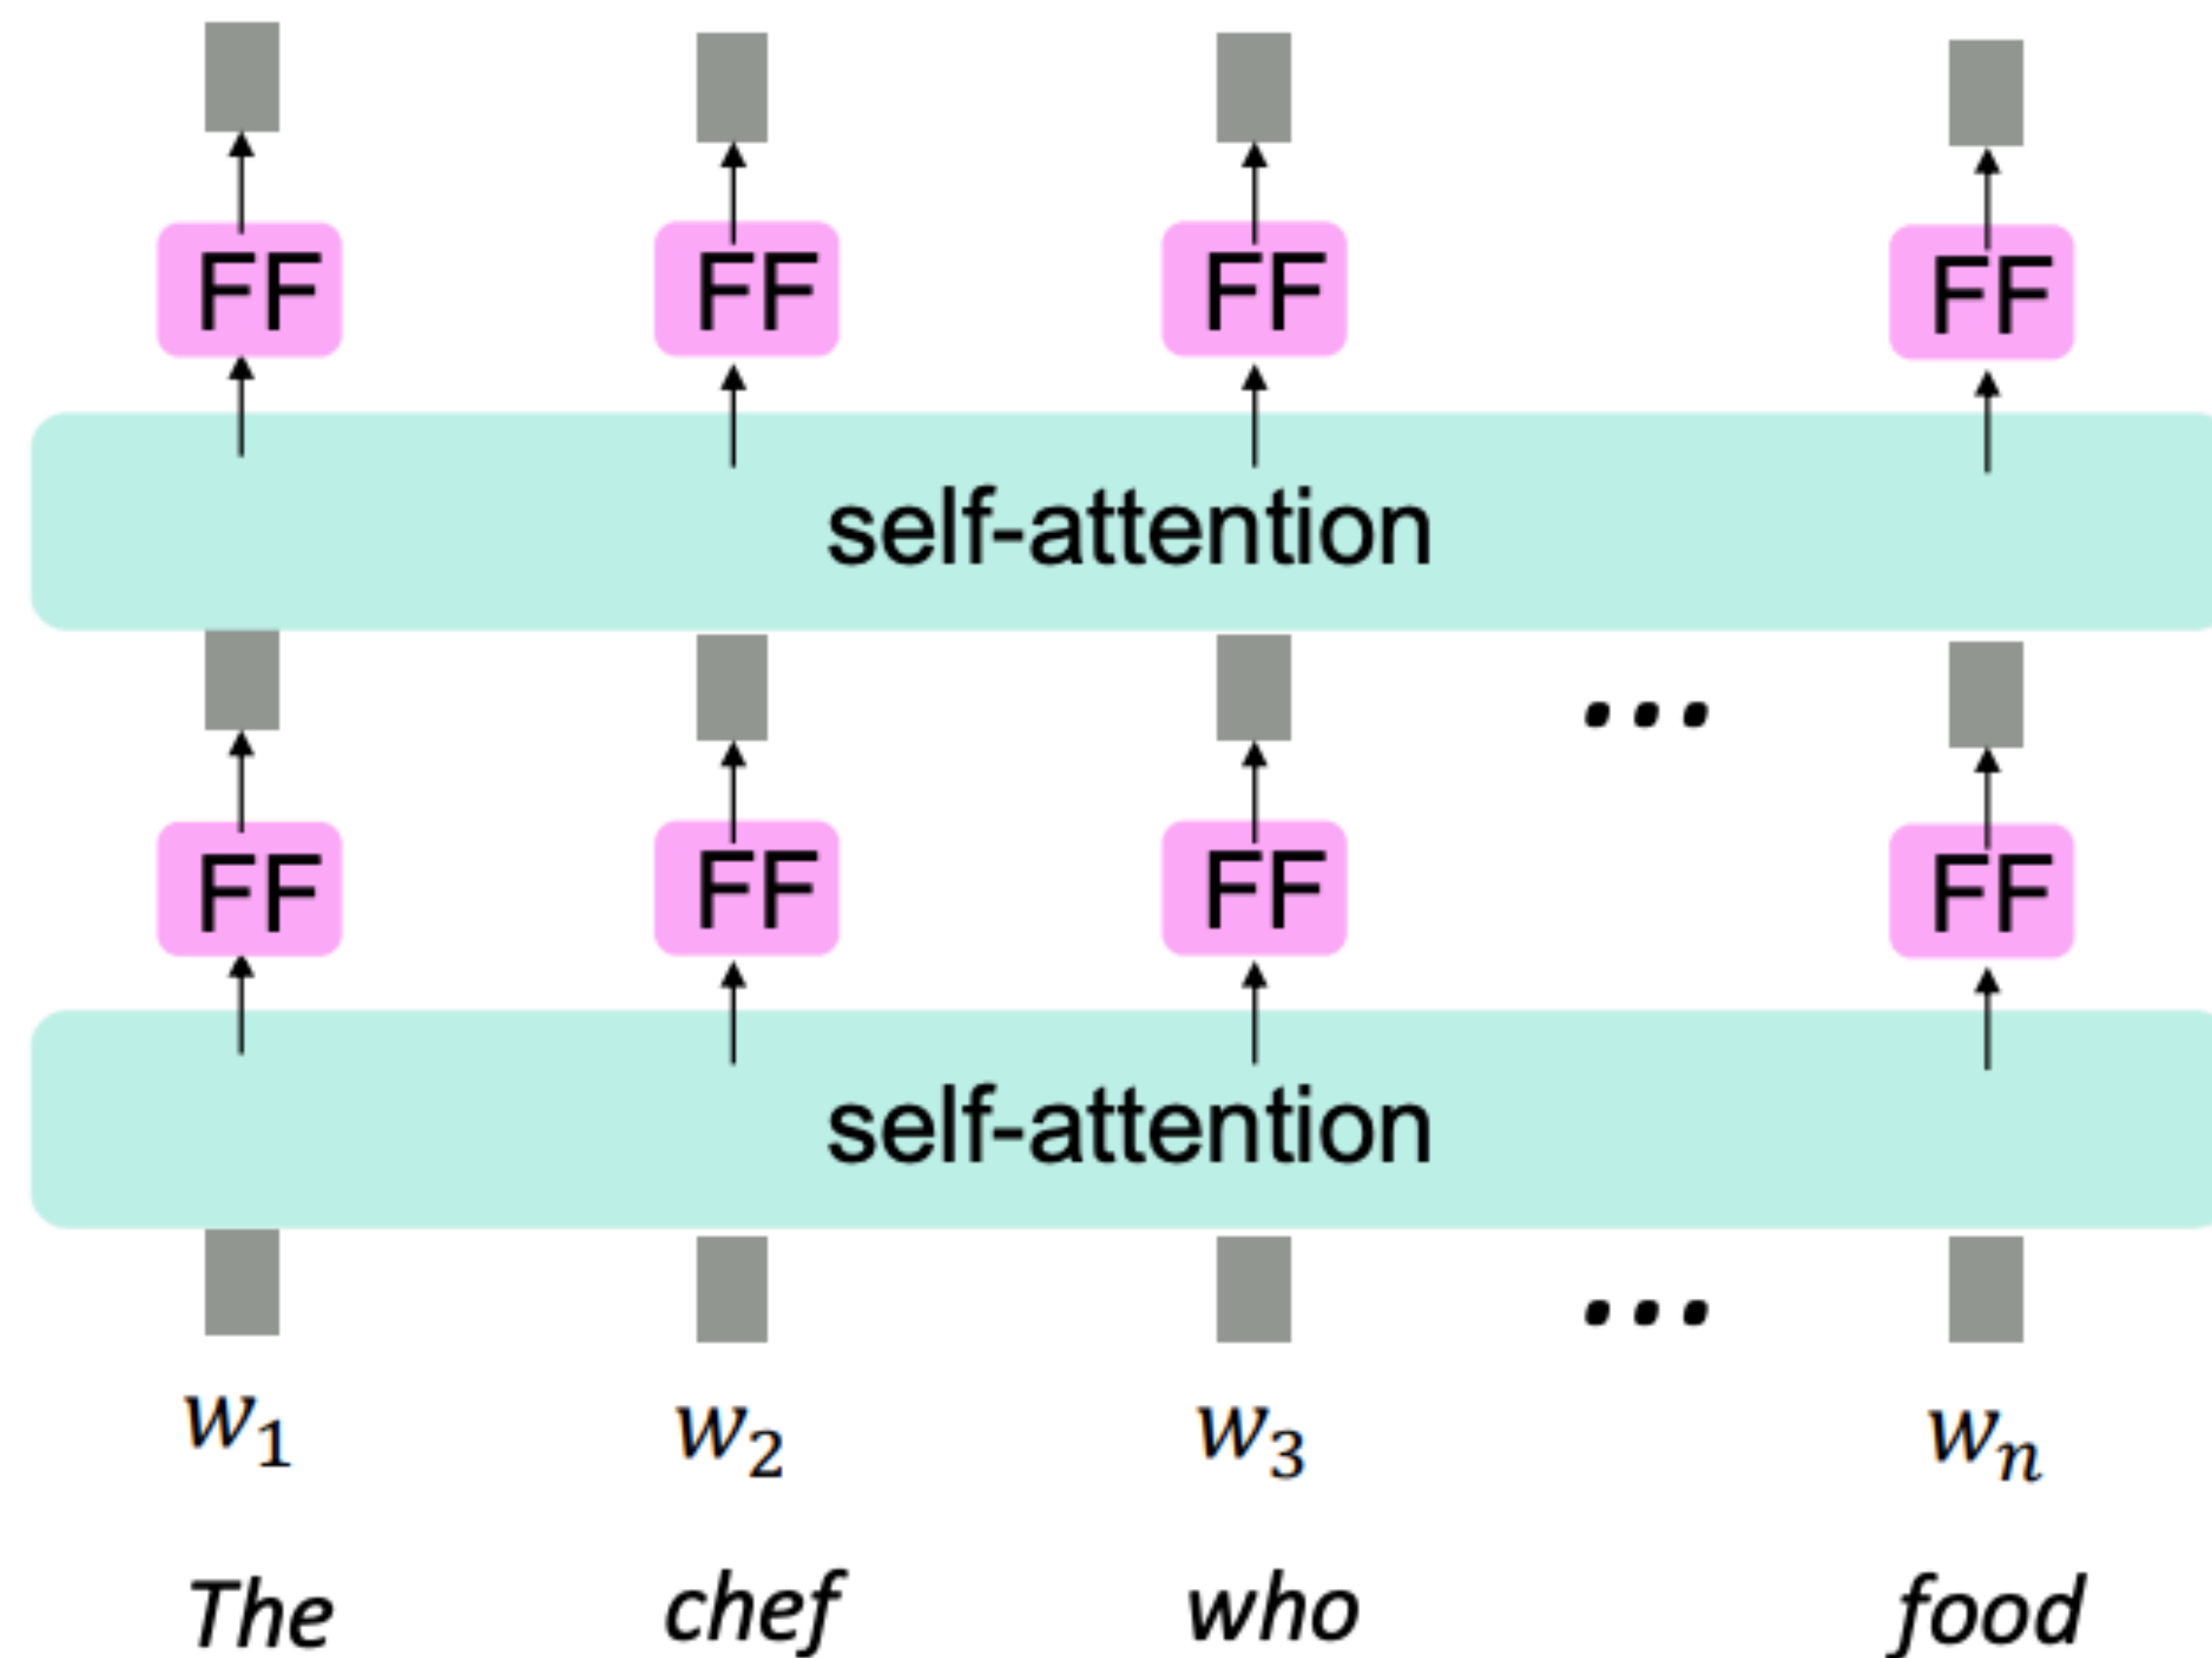 FF FF FF FF
self-attention
...
FF FF FF FF
self-attention
...
w₁ w₂ w₃ wₙ
The chef who food